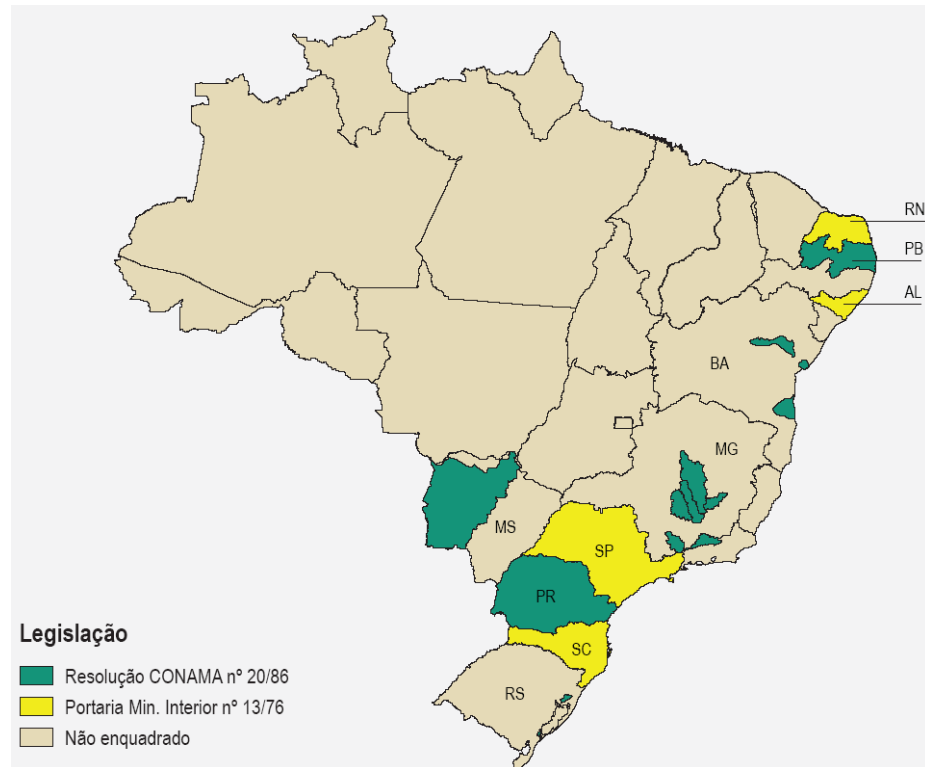 RN
PB
AL
BA
MG
MS
SP
PR
SC
RS
Legislação
Resolução CONAMA nº 20/86
Portaria Min. Interior nº 13/76
Não enquadrado